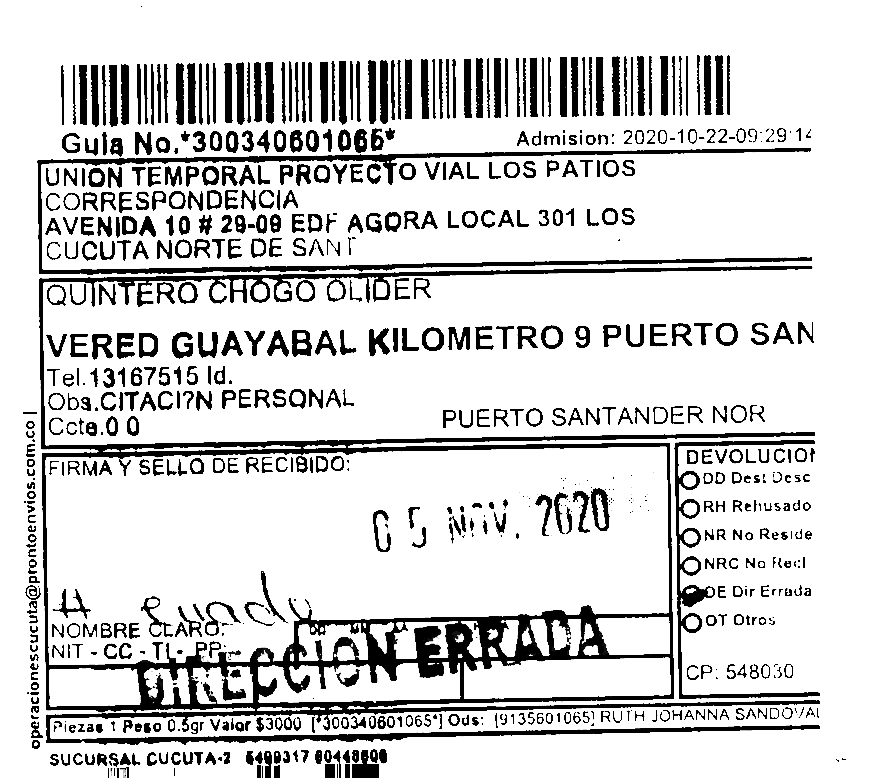 Guia No.*300340601065*
Admision: 2020-10-22-09:29:14
UNION TEMPORAL PROYECTO VIAL LOS PATIOS
CORRESPONDENCIA
AVENIDA 10 # 29-09 EDF AGORA LOCAL 301 LOS
CUCUTA NORTE DE SANT
QUINTERO CHOGO OLIDER
VERED GUAYABAL KILOMETRO 9 PUERTO SAN
Tel.13167515 Id.
Obs.CITACI?N PERSONAL
Ccte.0 0
PUERTO SANTANDER NOR
operacionescucuta@prontoenvios.com.co |
FIRMA Y SELLO DE RECIBIDO:
05 NOV. 2020
NOMBRE CLARO:
NIT - CC - TI - PP -
DIRECCION ERRADA
DEVOLUCION
DD Dest Desc
RH Rehusado
NR No Reside
NRC No Recl
DE Dir Errada
OT Otros
CP: 548030
Piezas 1 Peso 0.5gr Valor $3000 [*300340601065*] Ods: [9135601065] RUTH JOHANNA SANDOVAL
SUCURSAL CUCUTA-2